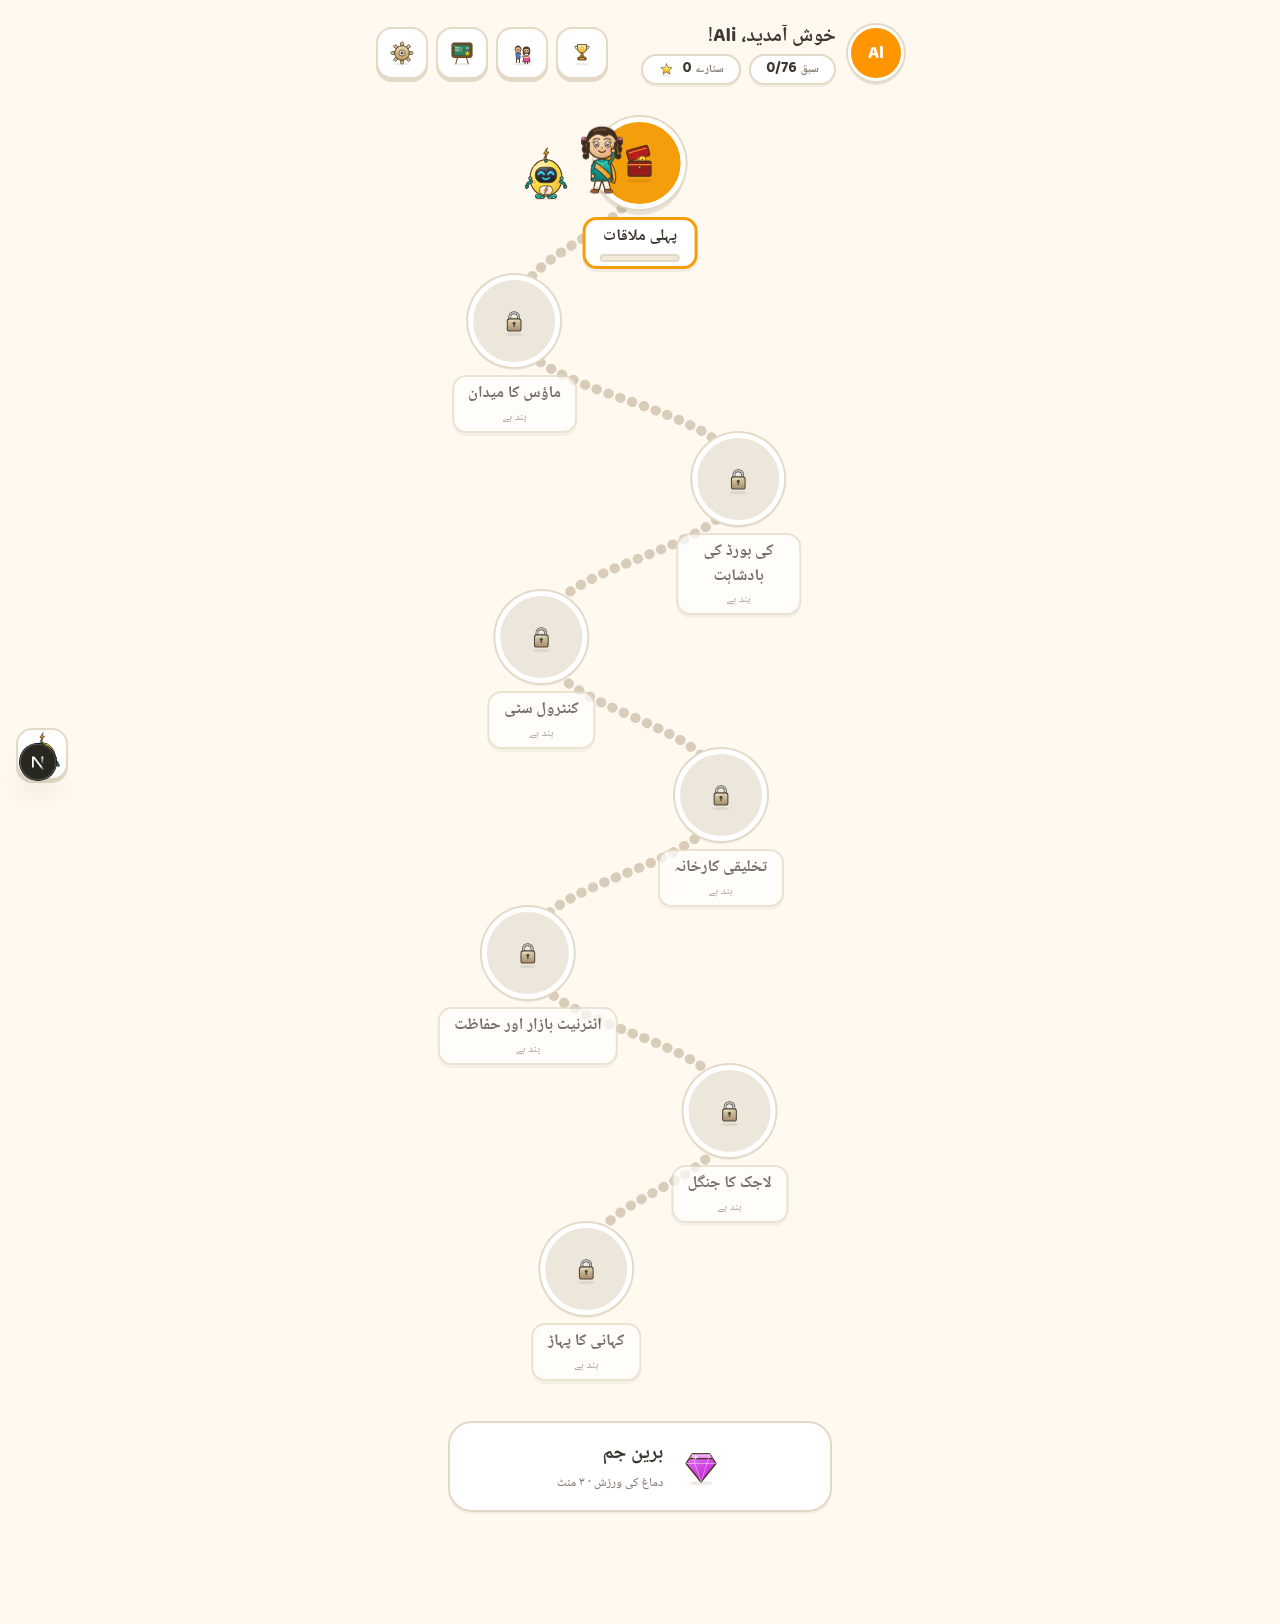 Al
خوش آمدید، Ali!
سبق 0/76
ستارے 0
پہلی ملاقات
ماؤس کا میدان
بند ہے
کی بورڈ کی
بادشاہت
بند ہے
کنٹرول سٹی
بند ہے
تخلیقی کارخانہ
بند ہے
انٹرنیٹ بازار اور حفاظت
بند ہے
لاجک کا جنگل
بند ہے
کہانی کا پہاڑ
بند ہے
N
برین جم
دماغ کی ورزش · ۳ منٹ